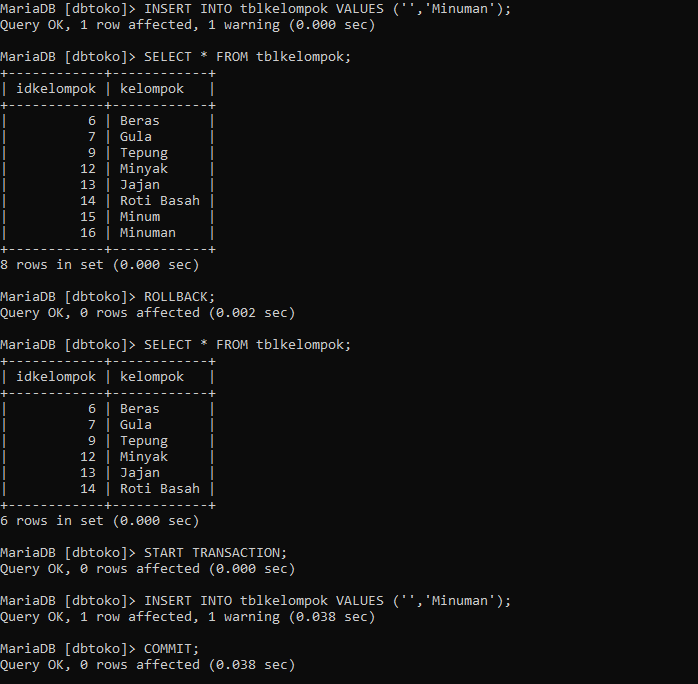 MariaDB [dbtoko]> INSERT INTO tblkelompok VALUES ('','Minuman');
Query OK, 1 row affected, 1 warning (0.000 sec)
MariaDB [dbtoko]> SELECT * FROM tblkelompok;
+------------+------------+
| idkelompok | kelompok   |
+------------+------------+
|          6 | Beras      |
|          7 | Gula       |
|          9 | Tepung     |
|         12 | Minyak     |
|         13 | Jajan      |
|         14 | Roti Basah |
|         15 | Minum      |
|         16 | Minuman    |
+------------+------------+
8 rows in set (0.000 sec)
MariaDB [dbtoko]> ROLLBACK;
Query OK, 0 rows affected (0.002 sec)
MariaDB [dbtoko]> SELECT * FROM tblkelompok;
+------------+------------+
| idkelompok | kelompok   |
+------------+------------+
|          6 | Beras      |
|          7 | Gula       |
|          9 | Tepung     |
|         12 | Minyak     |
|         13 | Jajan      |
|         14 | Roti Basah |
+------------+------------+
6 rows in set (0.000 sec)
MariaDB [dbtoko]> START TRANSACTION;
Query OK, 0 rows affected (0.000 sec)
MariaDB [dbtoko]> INSERT INTO tblkelompok VALUES ('','Minuman');
Query OK, 1 row affected, 1 warning (0.038 sec)
MariaDB [dbtoko]> COMMIT;
Query OK, 0 rows affected (0.038 sec)